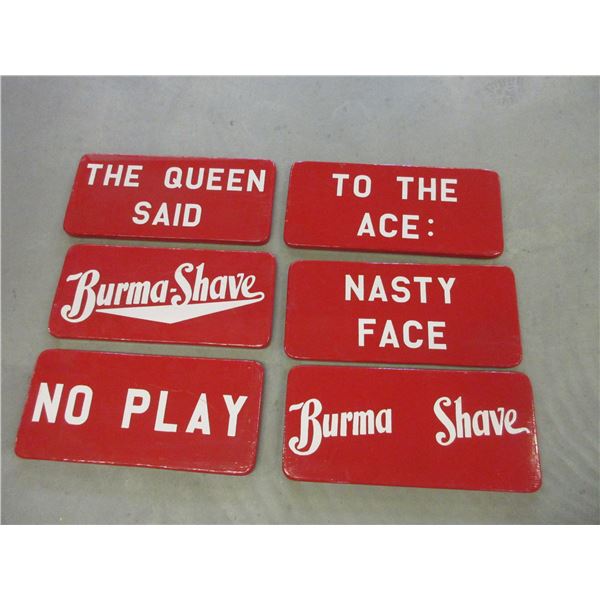 THE QUEEN
SAID
TO THE
ACE:
Burma-Shave
NASTY
FACE
NO PLAY
Burma Shave